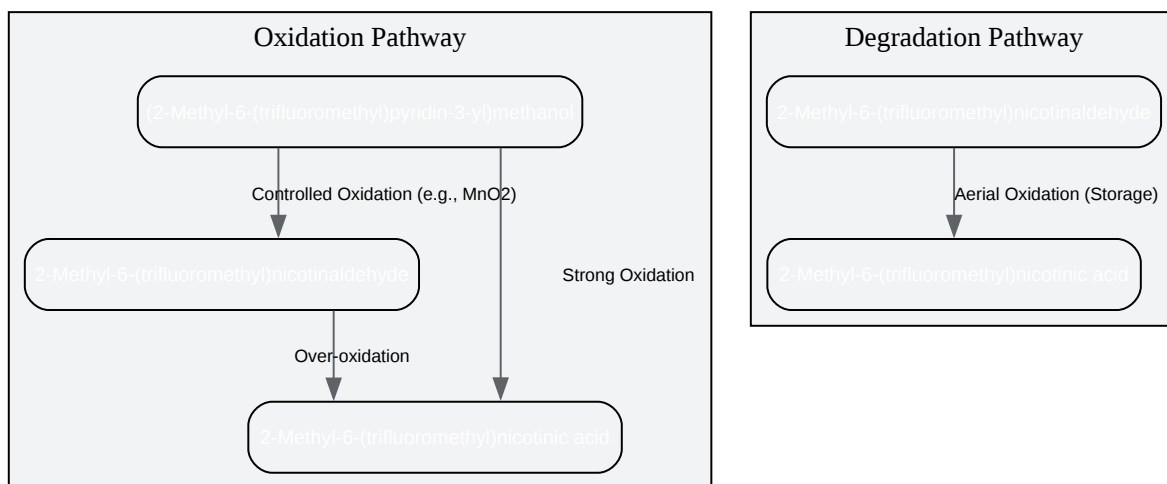 Oxidation Pathway
(2-Methyl-6-(trifluoromethyl)pyridin-3-yl)methanol
Controlled Oxidation (e.g., MnO2)
2-Methyl-6-(trifluoromethyl)nicotinaldehyde
Strong Oxidation
Over-oxidation
2-Methyl-6-(trifluoromethyl)nicotinic acid
Degradation Pathway
2-Methyl-6-(trifluoromethyl)nicotinaldehyde
Aerial Oxidation (Storage)
2-Methyl-6-(trifluoromethyl)nicotinic acid